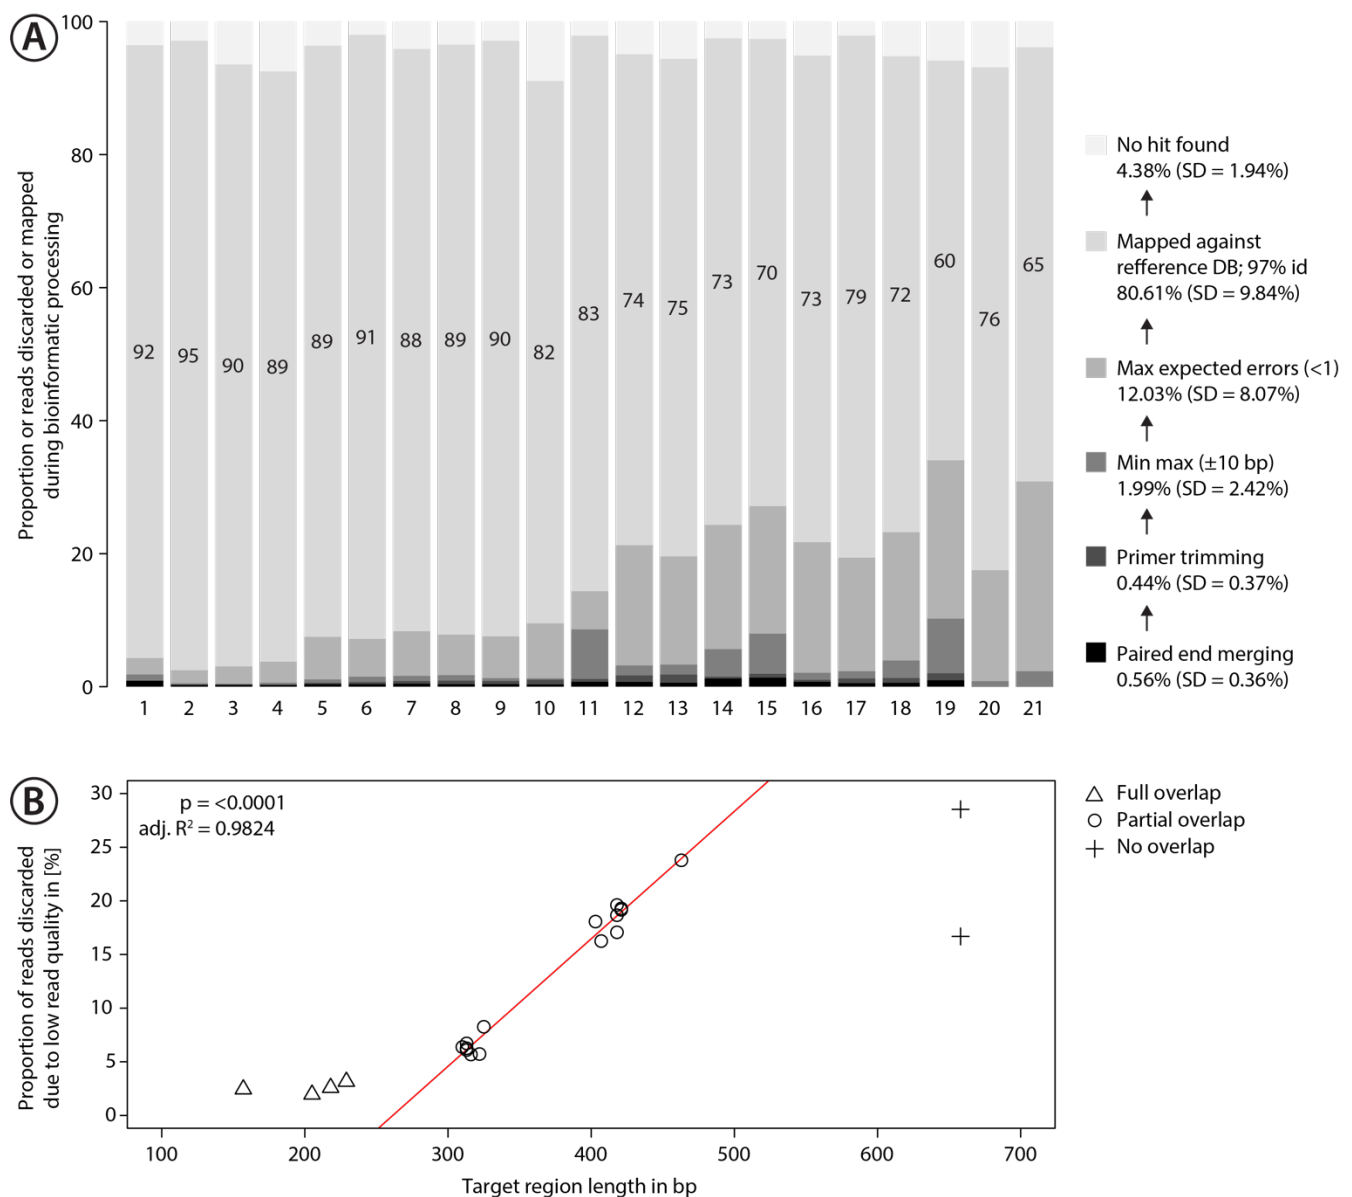 A
Proportion or reads discarded or mapped
during bioinformatic processing
100
80
60
40
20
0
92
95
90
89
89
91
88
89
90
82
83
74
75
73
70
73
79
72
60
76
65
1 2 3 4 5 6 7 8 9 10 11 12 13 14 15 16 17 18 19 20 21
No hit found
4.38% (SD = 1.94%)
Mapped against
refference DB; 97% id
80.61% (SD = 9.84%)
Max expected errors (<1)
12.03% (SD = 8.07%)
Min max (±10 bp)
1.99% (SD = 2.42%)
Primer trimming
0.44% (SD = 0.37%)
Paired end merging
0.56% (SD = 0.36%)
B
Proportion of reads discarded
due to low read quality in [%]
30
25
20
15
10
5
0
p = <0.0001
adj. R² = 0.9824
100 200 300 400 500 600 700
Target region length in bp
Full overlap
Partial overlap
No overlap